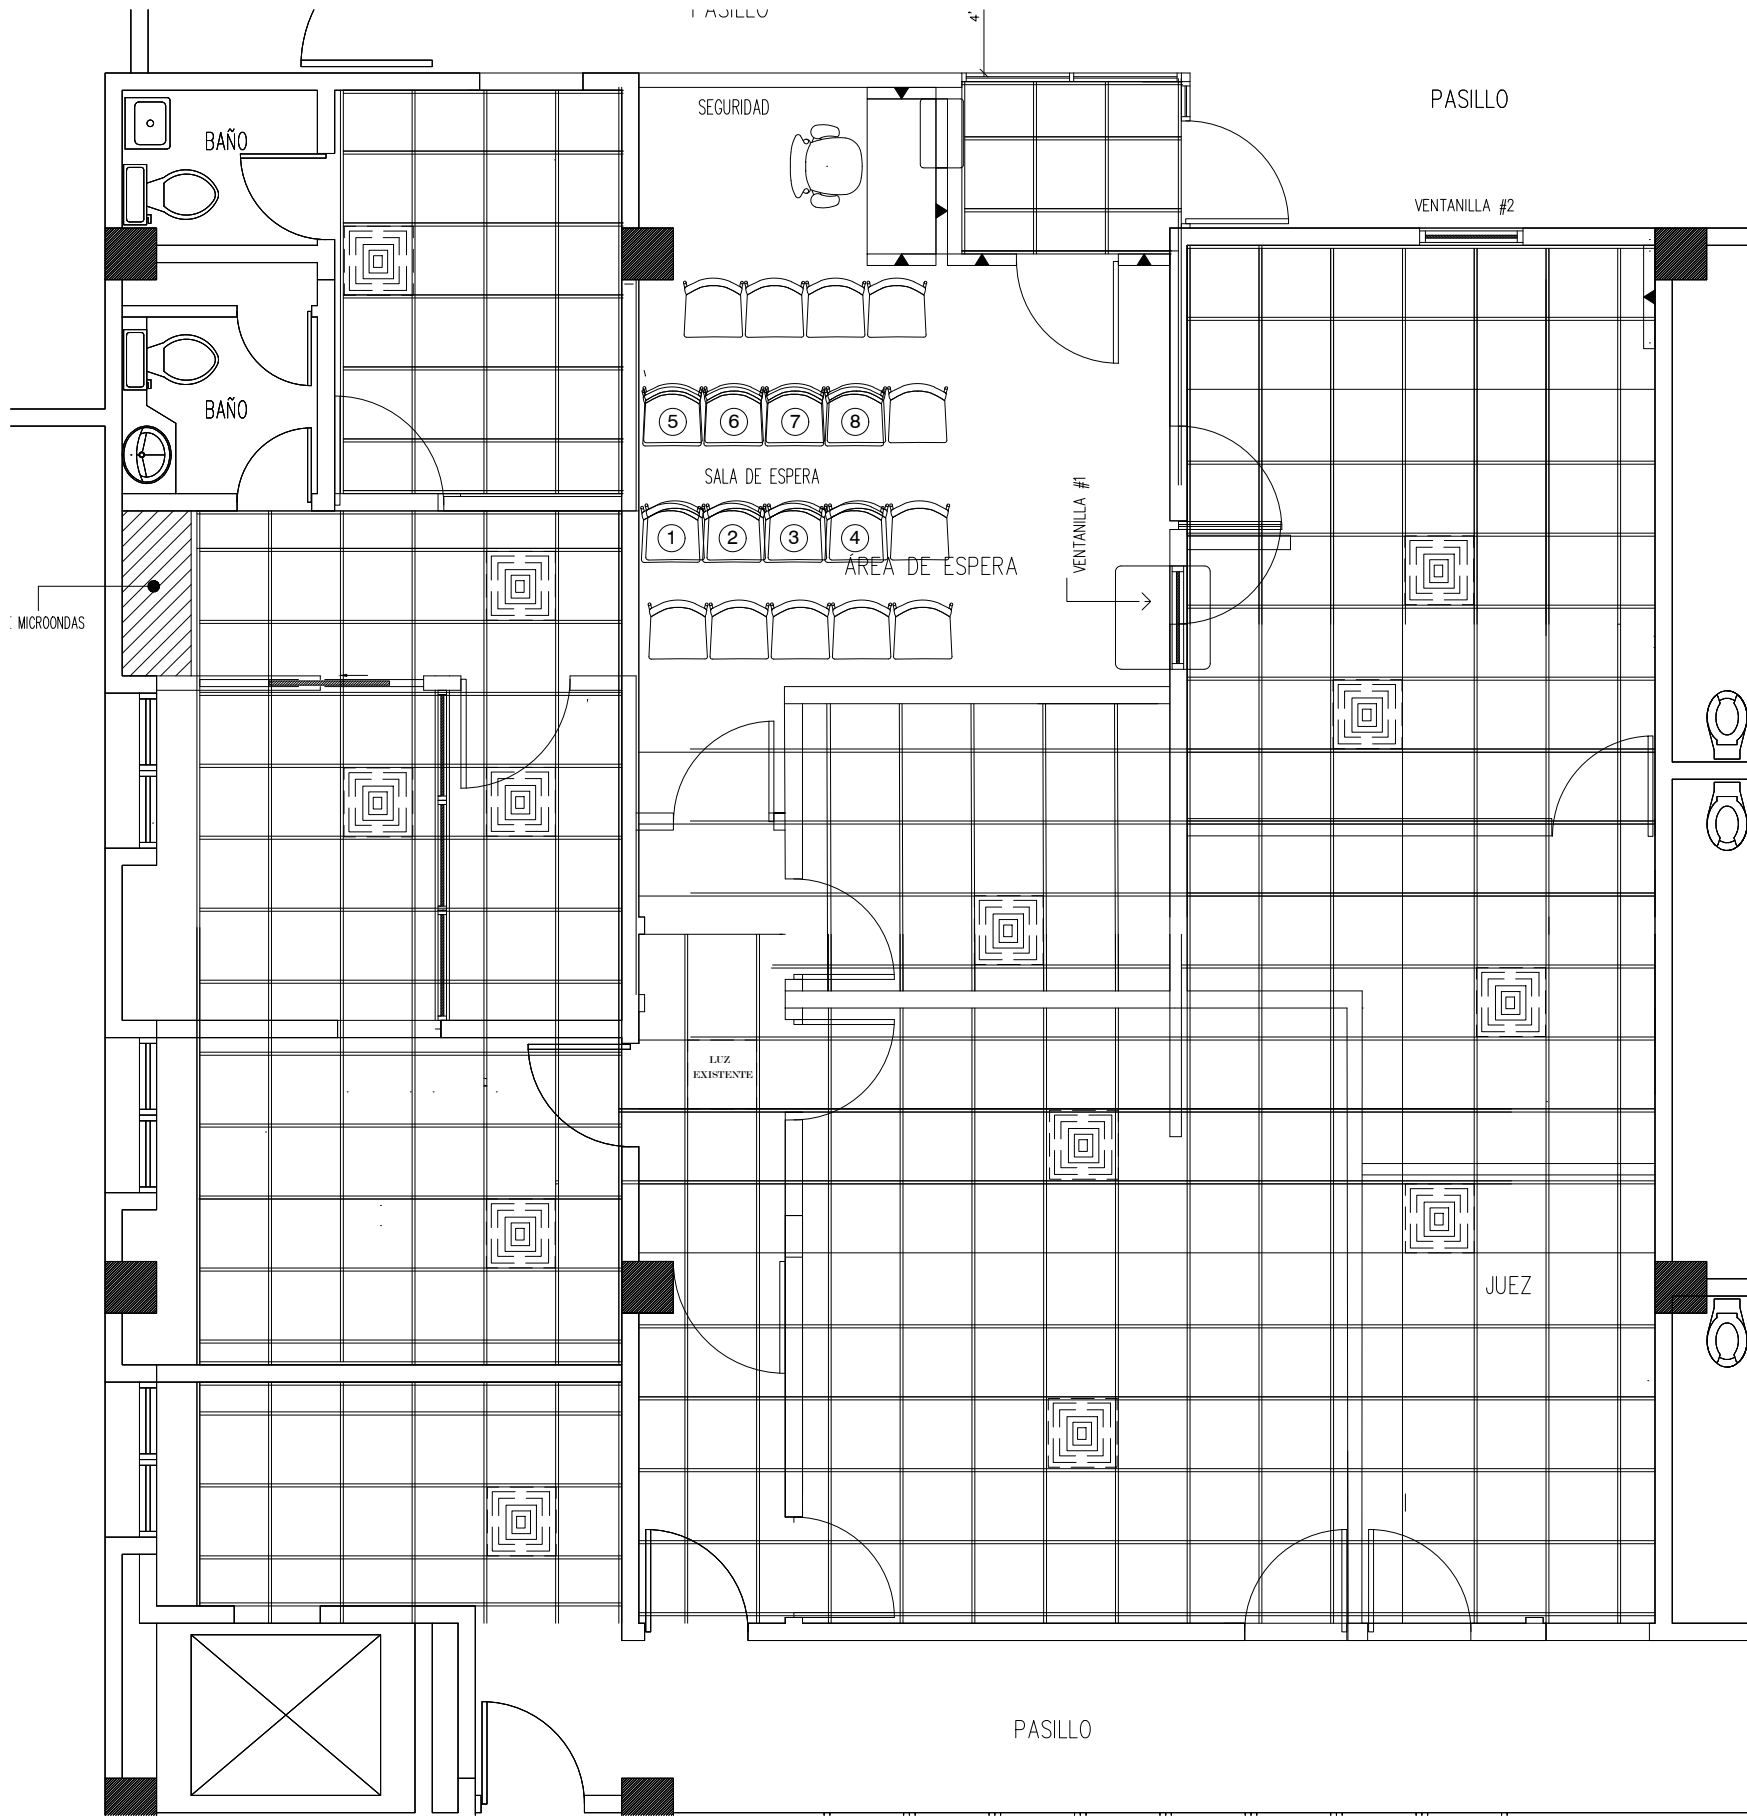 PASILLO
4'
SEGURIDAD
PASILLO
BAÑO
VENTANILLA #2
BAÑO
5 6 7 8
SALA DE ESPERA
VENTANILLA #1
1 2 3 4
ÁREA DE ESPERA
MICROONDAS
LUZ
EXISTENTE
JUEZ
PASILLO